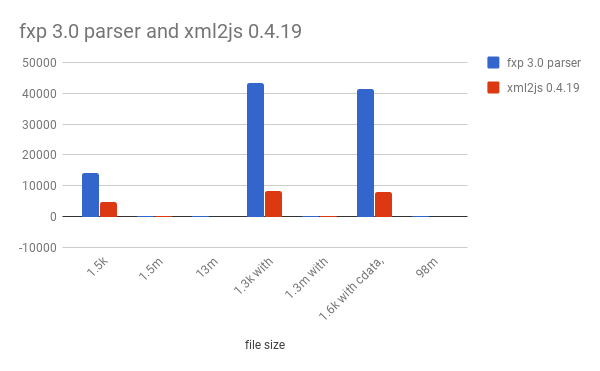 fxp 3.0 parser and xml2js 0.4.19
fxp 3.0 parser
xml2js 0.4.19
50000
40000
30000
20000
10000
0
-10000
1.5k
1.5m
13m
1.3k with
1.3m with
1.6k with cdata,
98m
file size